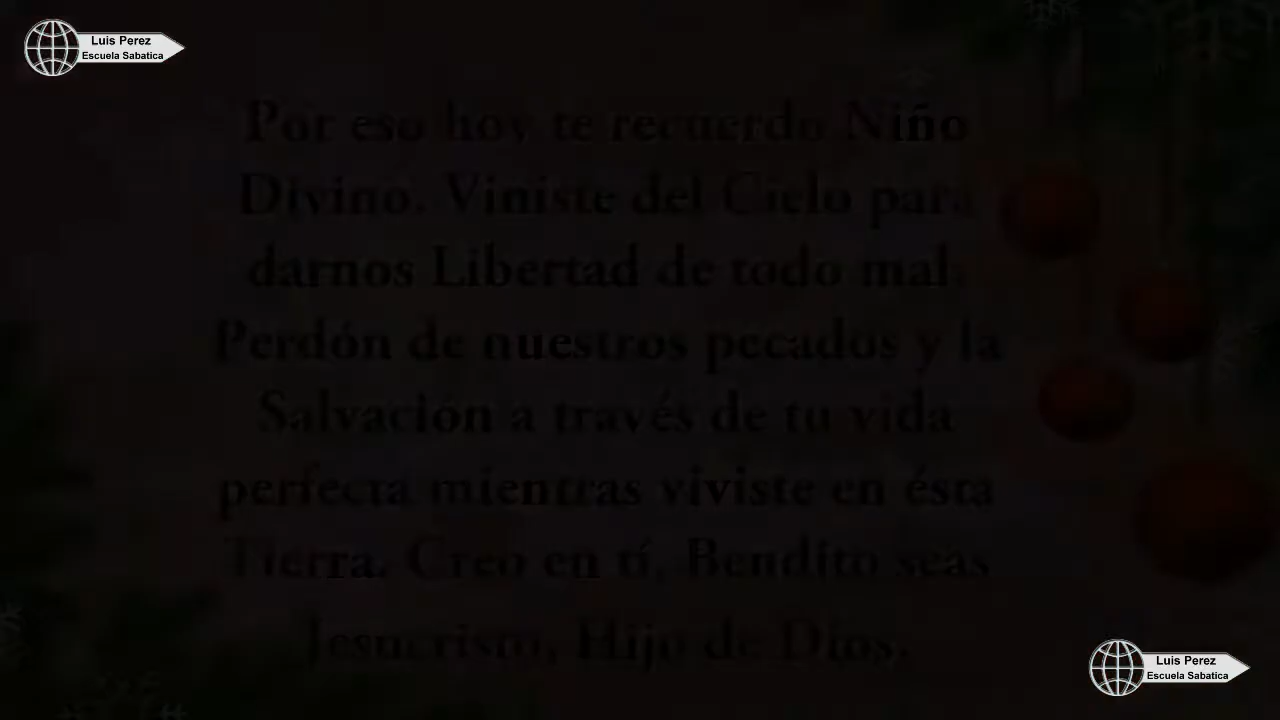 Luis Perez
Escuela Sabatica
Por eso hoy te recuerdo Niño
Divino. Viniste del Cielo para
darnos Libertad de todo mal.
Perdón de nuestros pecados y la
Salvación a través de tu vida
perfecta mientras viviste en ésta
Tierra. Creo en tí, Bendito seas
Jesucristo, Hijo de Dios.
Luis Perez
Escuela Sabatica